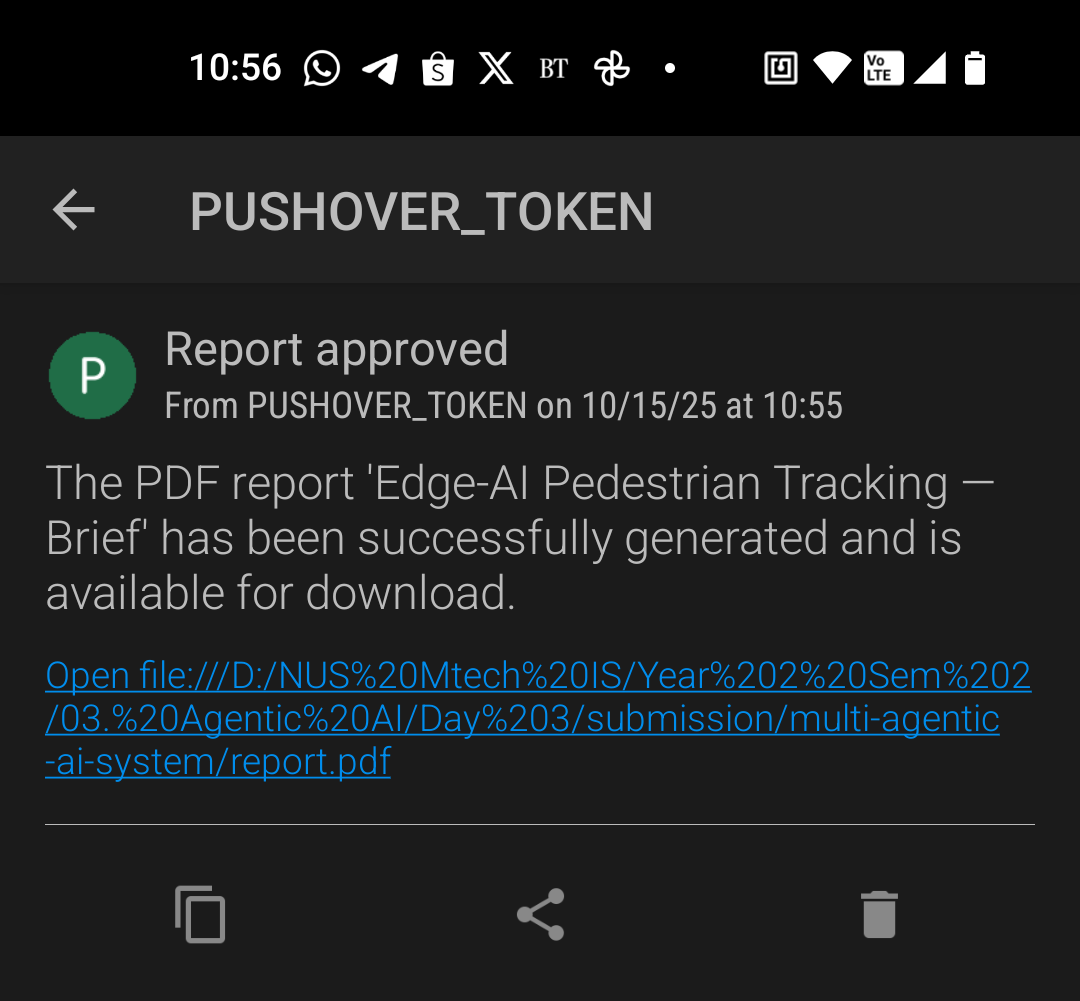 10:56 S BT Vo
LTE
PUSHOVER_TOKEN
P
Report approved
From PUSHOVER_TOKEN on 10/15/25 at 10:55
The PDF report 'Edge-AI Pedestrian Tracking —
Brief' has been successfully generated and is
available for download.
Open file:///D:/NUS%20Mtech%20IS/Year%202%20Sem%202
/03.%20Agentic%20AI/Day%203/submission/multi-agentic
-ai-system/report.pdf